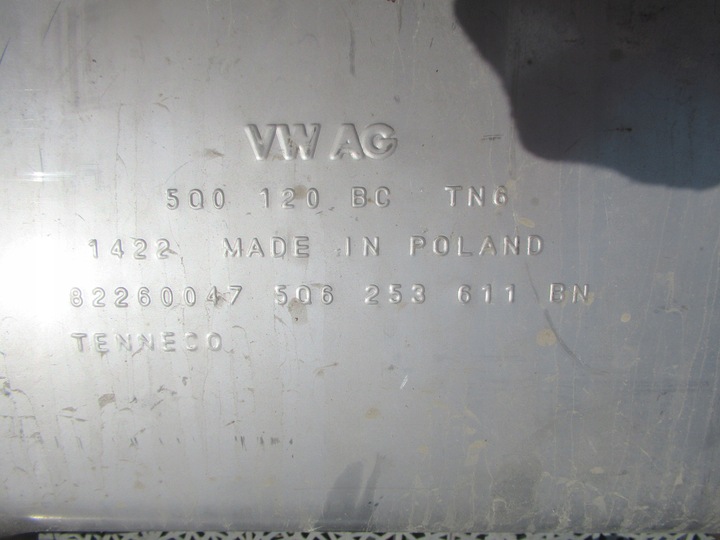 VW AG
5Q0 120 BC TN6
1422 MADE IN POLAND
82260047 5Q6 253 611 BN
TENNECO